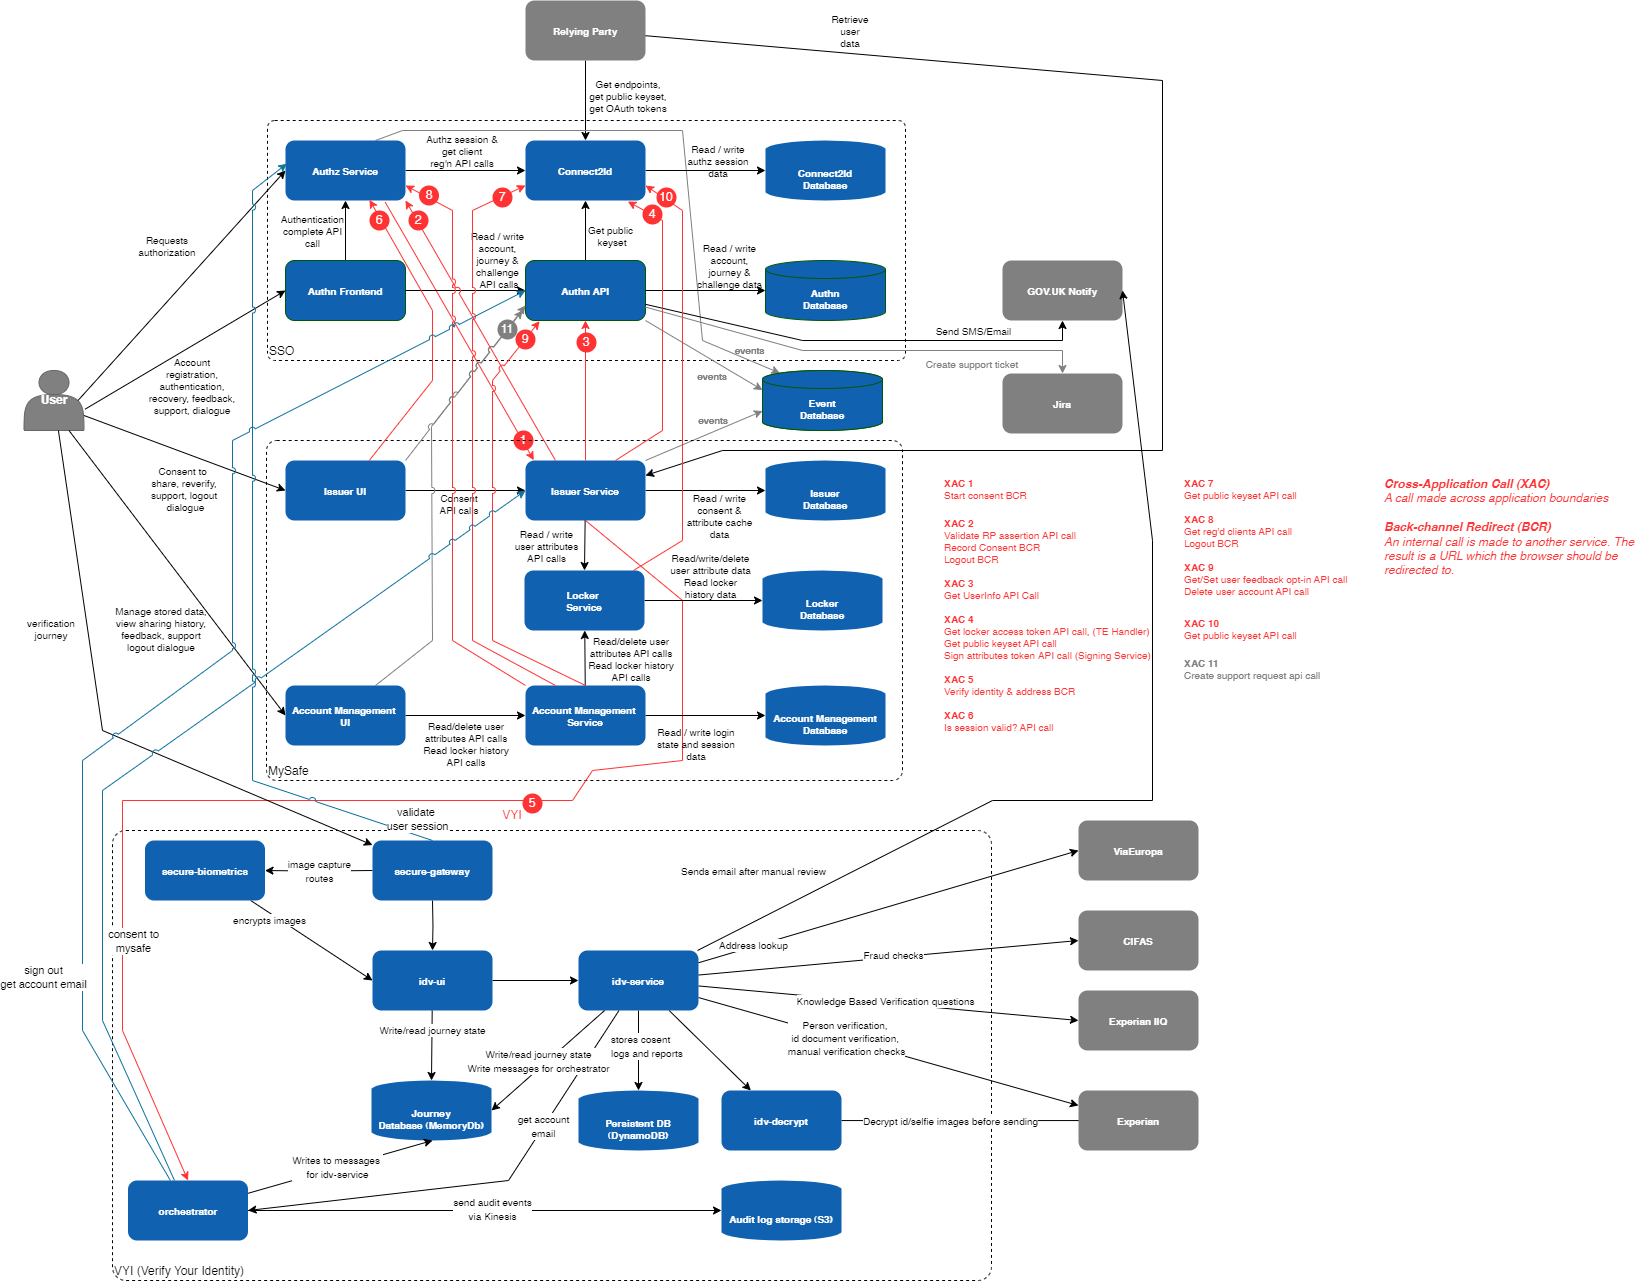 Relying Party
Retrieve
user
data
Get endpoints,
get public keyset,
get OAuth tokens
Authz Service
Authz session &
get client
reg'n API calls
Connect2Id
Read / write
authz session
data
Connect2Id
Database
8
7
10
6
2
4
Authentication
complete API
call
Requests
authorization
Read / write
account,
journey &
challenge
API calls
Get public
keyset
Read / write
account,
journey &
challenge data
Authn Frontend
Authn API
Authn
Database
GOV.UK Notify
11
9
3
Send SMS/Email
SSO
events
Create support ticket
Account
registration,
authentication,
recovery, feedback,
support, dialogue
events
User
Event
Database
Jira
events
1
Consent to
share, reverify,
support, logout
dialogue
Issuer UI
Consent
API calls
Issuer Service
Read / write
consent &
attribute cache
data
Issuer
Database
Read / write
user attributes
API calls
Read/write/delete
user attribute data
Read locker
history data
Locker
Service
Locker
Database
Manage stored data,
view sharing history,
feedback, support
logout dialogue
verification
journey
Read/delete user
attributes API calls
Read locker history
API calls
Account Management
UI
Read/delete user
attributes API calls
Read locker history
API calls
Account Management
Service
Read / write login
state and session
data
Account Management
Database
MySafe
XAC 1
Start consent BCR
XAC 2
Validate RP assertion API call
Record Consent BCR
Logout BCR
XAC 3
Get UserInfo API Call
XAC 4
Get locker access token API call, (TE Handler)
Get public keyset API call
Sign attributes token API call (Signing Service)
XAC 5
Verify identity & address BCR
XAC 6
Is session valid? API call
XAC 7
Get public keyset API call
XAC 8
Get reg'd clients API call
Logout BCR
XAC 9
Get/Set user feedback opt-in API call
Delete user account API call
XAC 10
Get public keyset API call
XAC 11
Create support request api call
Cross-Application Call (XAC)
A call made across application boundaries
Back-channel Redirect (BCR)
An internal call is made to another service. The
result is a URL which the browser should be
redirected to.
5
VYI
validate
user session
secure-biometrics
image capture
routes
secure-gateway
Sends email after manual review
ViaEuropa
encrypts images
consent to
mysafe
Address lookup
CIFAS
Fraud checks
sign out
get account email
idv-ui
idv-service
Knowledge Based Verification questions
Experian IIQ
Write/read journey state
Person verification,
id document verification,
manual verification checks
stores cosent
logs and reports
Write/read journey state
Write messages for orchestrator
Journey
Database (MemoryDb)
get account
email
Persistent DB
(DynamoDB)
idv-decrypt
Decrypt id/selfie images before sending
Experian
Writes to messages
for idv-service
orchestrator
send audit events
via Kinesis
Audit log storage (S3)
VYI (Verify Your Identity)